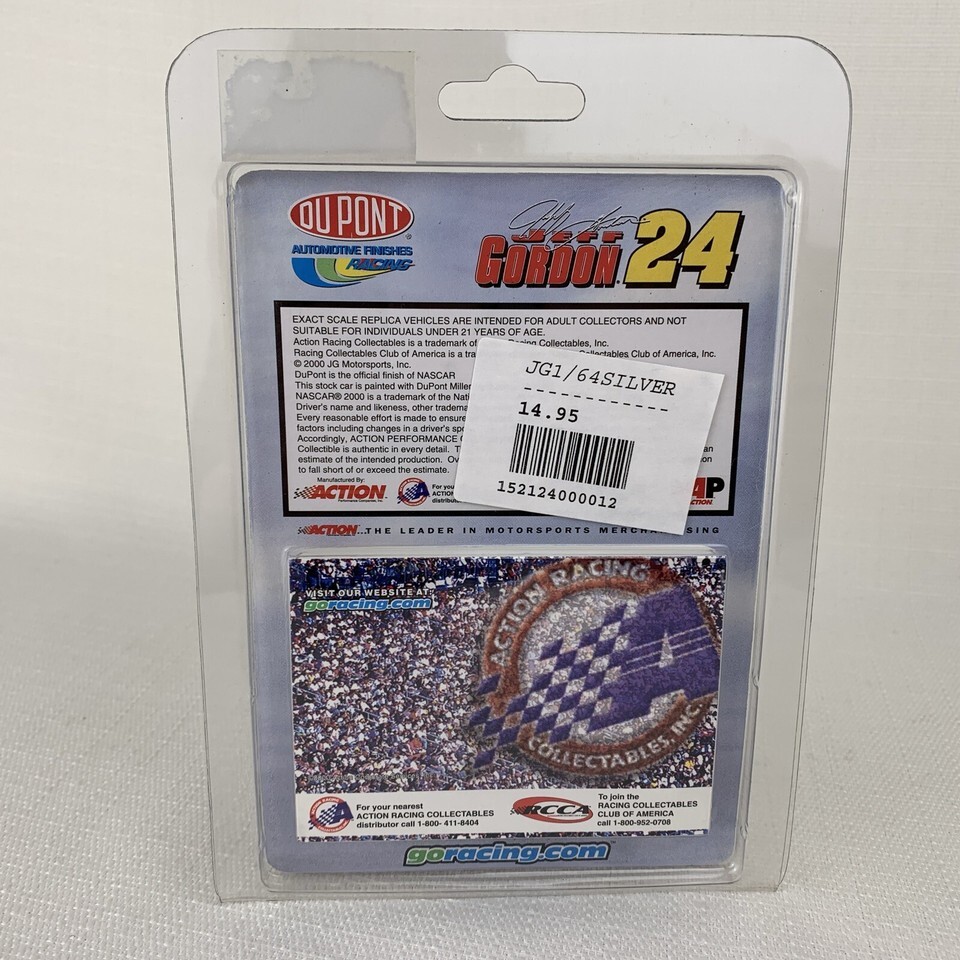 DU PONT®
AUTOMOTIVE FINISHES
RACING
JEFF
GORDON 24
EXACT SCALE REPLICA VEHICLES ARE INTENDED FOR ADULT COLLECTORS AND NOT
SUITABLE FOR INDIVIDUALS UNDER 21 YEARS OF AGE.
Action Racing Collectables is a trademark of Racing Collectables, Inc.
Racing Collectables Club of America is a Collectables Club of America, Inc.
© 2000 JG Motorsports, Inc.
DuPont is the official finish of NASCAR
This stock car is painted with DuPont
NASCAR® 2000 is a trademark of the
Driver's name and likeness, other
Every reasonable effort is made to ensure
factors including changes in a driver's
Accordingly, ACTION PERFORMANCE
Collectible is authentic in every detail.
estimate of the intended production.
to fall short of or exceed the estimate.
JG1/64SILVER
-----------
14.95
152124000012
Manufactured By:
ACTION
For
ACTION
ACTION...THE LEADER IN MOTORSPORTS
VISIT OUR WEBSITE AT:
goracing.com
ACTION RACING
A
COLLECTABLES, INC.
For your nearest
ACTION RACING COLLECTABLES
distributor call 1-800- 411-8404
RCCA
To join the
RACING COLLECTABLES
CLUB OF AMERICA
call 1-800-952-0708
goracing.com™